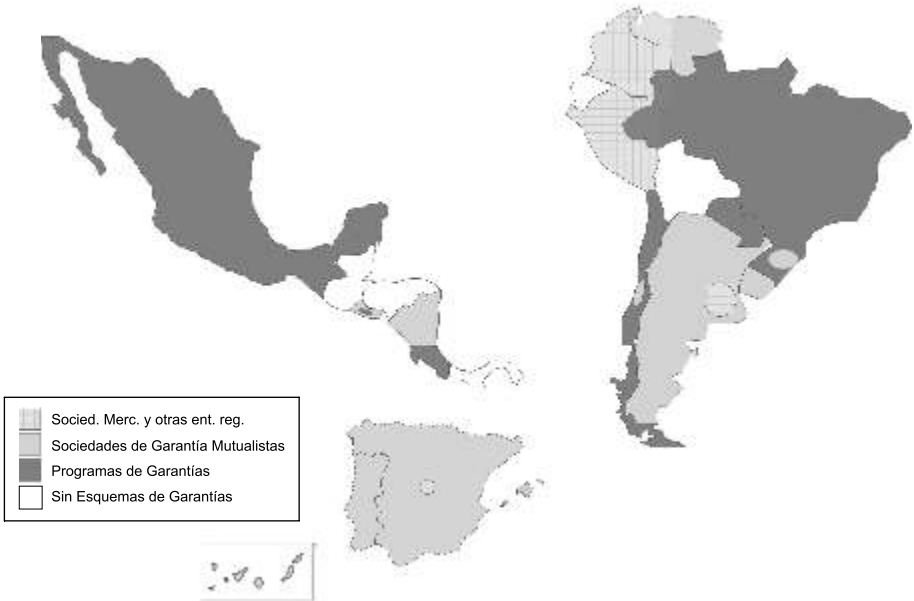 Socied. Merc. y otras ent. reg.
Sociedades de Garantía Mutualistas
Programas de Garantías
Sin Esquemas de Garantías